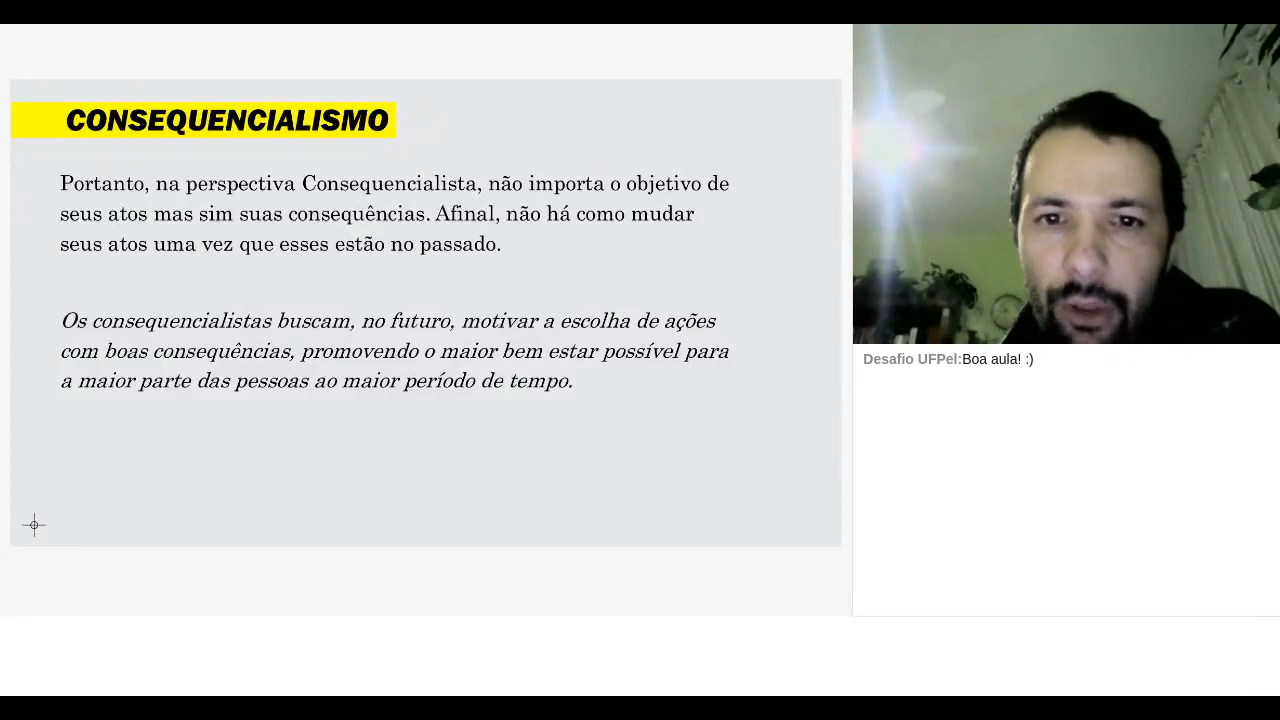 CONSEQUENCIALISMO
Portanto, na perspectiva Consequencialista, não importa o objetivo de
seus atos mas sim suas consequências. Afinal, não há como mudar
seus atos uma vez que esses estão no passado.
Os consequencialistas buscam, no futuro, motivar a escolha de ações
com boas consequências, promovendo o maior bem estar possível para
a maior parte das pessoas ao maior período de tempo.
Desafio UFPel:Boa aula! :)